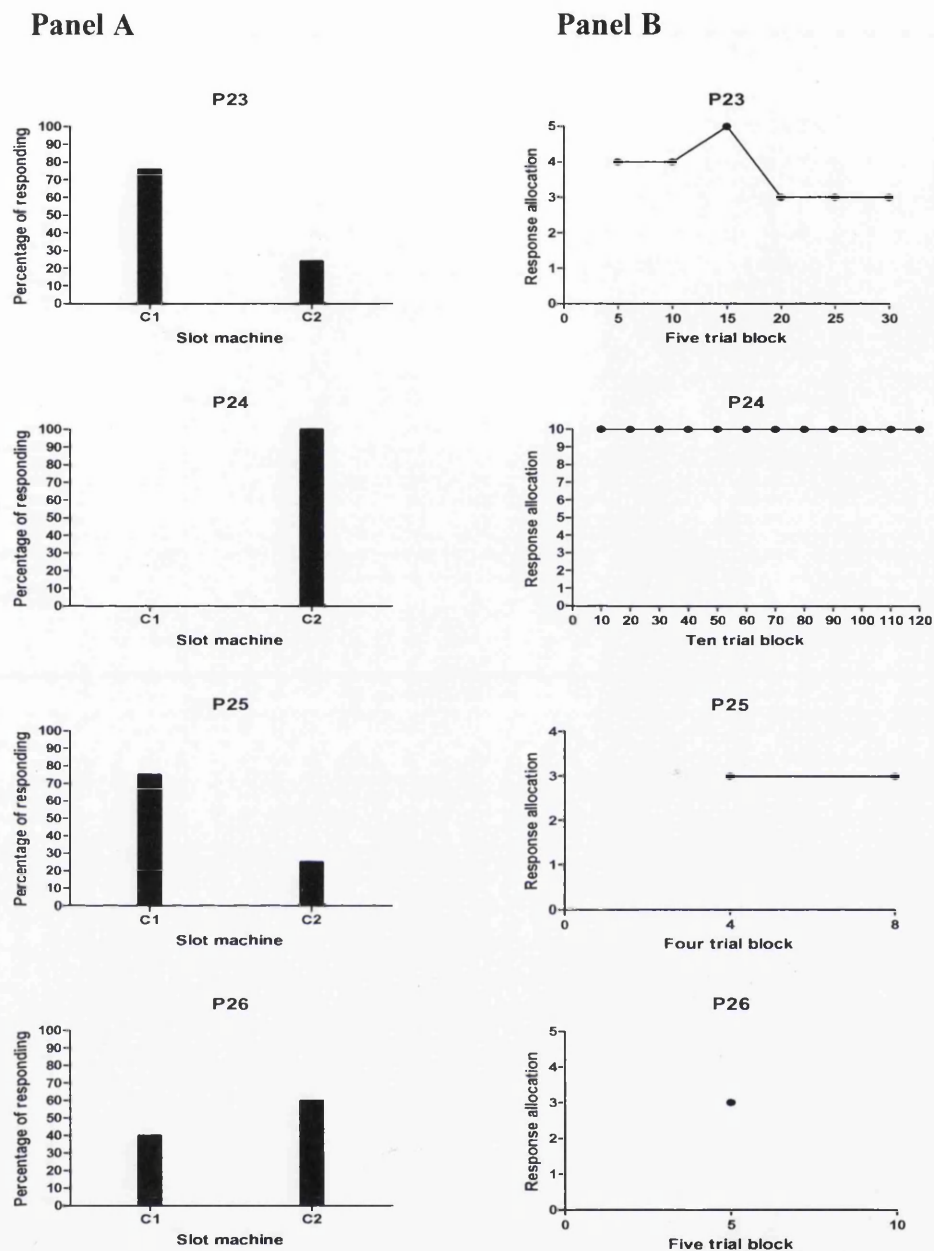 Panel A
Panel B
P23
Percentage of responding
100
90
80
70
60
50
40
30
20
10
0
C1 C2
Slot machine
P23
Response allocation
5
4
3
2
1
0
0 5 10 15 20 25 30
Five trial block
P24
Percentage of responding
100
90
80
70
60
50
40
30
20
10
0
C1 C2
Slot machine
P24
Response allocation
10
9
8
7
6
5
4
3
2
1
0
10 20 30 40 50 60 70 80 90 100 110 120
Ten trial block
P25
Percentage of responding
100
90
80
70
60
50
40
30
20
10
0
C1 C2
Slot machine
P25
Response allocation
4
3
2
1
0
0 4 8
Four trial block
P26
Percentage of responding
100
90
80
70
60
50
40
30
20
10
0
C1 C2
Slot machine
P26
Response allocation
5
4
3
2
1
0
0 5 10
Five trial block